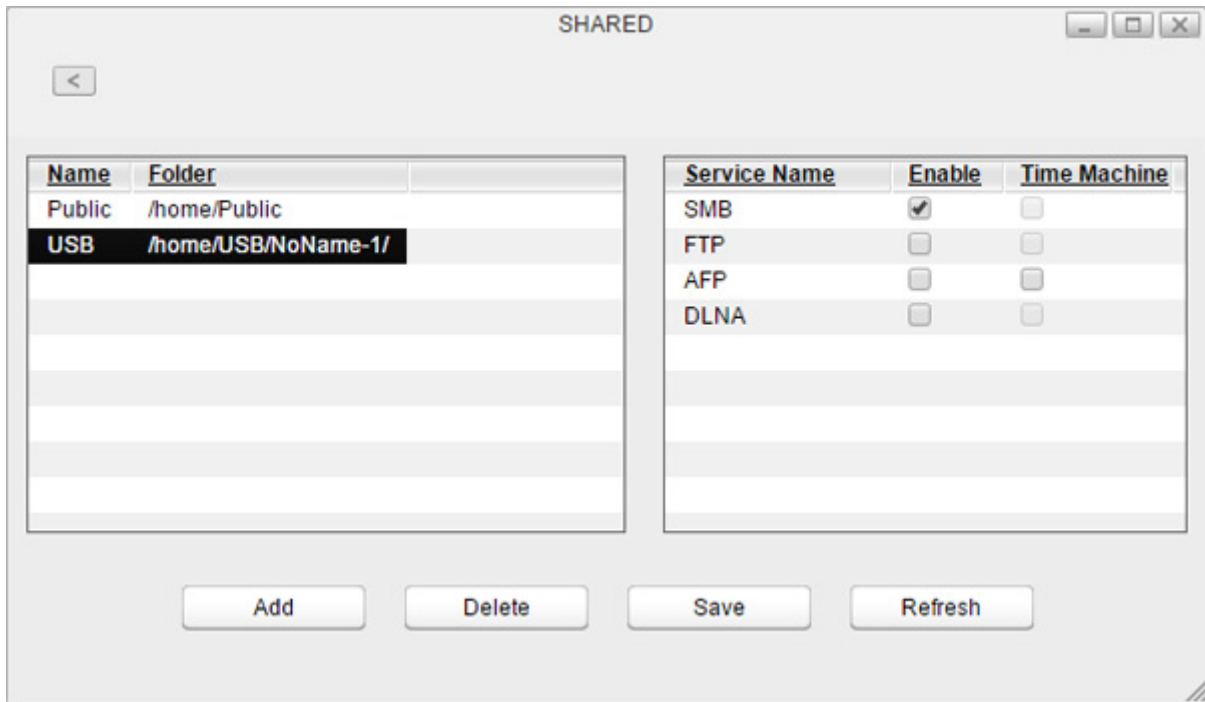 SHARED
<
Name Folder
Public /home/Public
USB /home/USB/NoName-1/
Service Name Enable Time Machine
SMB
FTP
AFP
DLNA
Add Delete Save Refresh